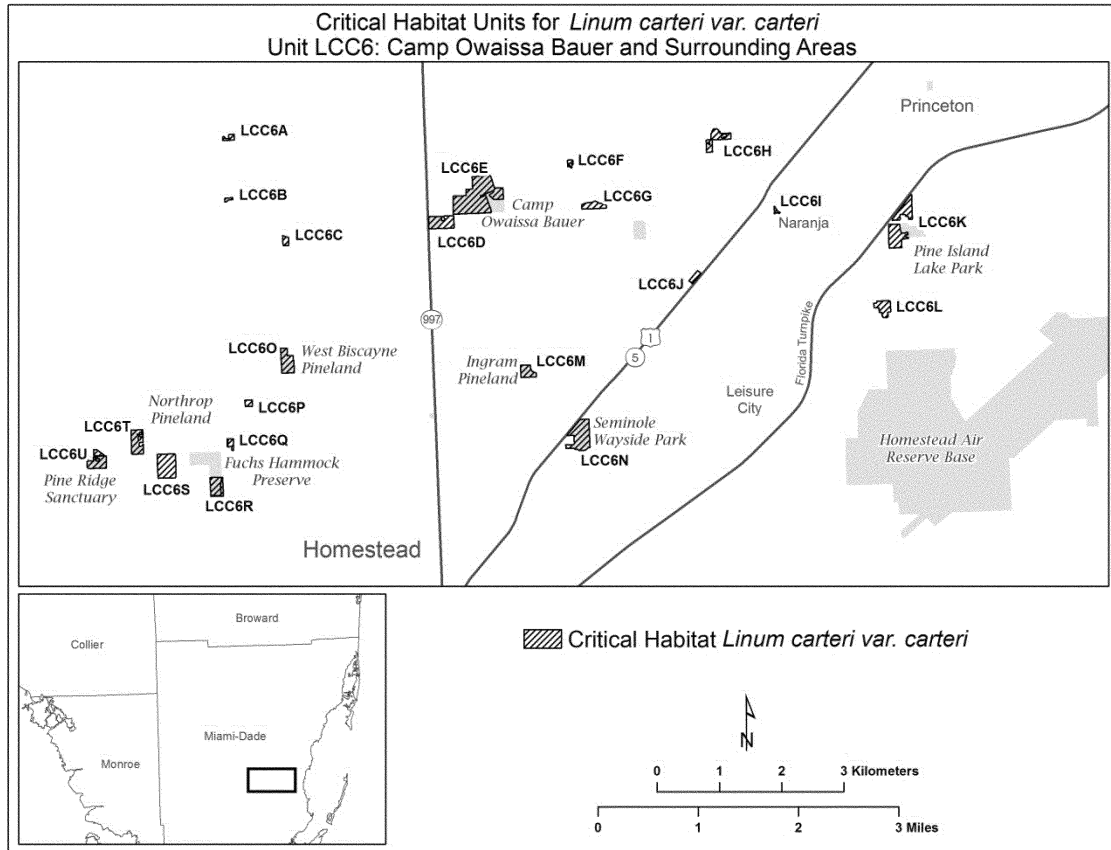 Critical Habitat Units for Linum carteri var. carteri
Unit LCC6: Camp Owaissa Bauer and Surrounding Areas
Princeton
LCC6A
LCC6H
LCC6F
LCC6E
LCC6B
LCC6G
LCC6I
Camp
Owaissa Bauer
Naranja
LCC6K
LCC6C
LCC6D
Pine Island
Lake Park
LCC6J
LCC6L
997
1
5
Florida Turnpike
LCC6O
West Biscayne
Pineland
Ingram
Pineland
LCC6M
Leisure
City
LCC6P
Northrop
Pineland
LCC6T
Seminole
Wayside Park
LCC6Q
LCC6N
Homestead Air
Reserve Base
LCC6U
Fuchs Hammock
Preserve
Pine Ridge
Sanctuary
LCC6S
LCC6R
Homestead
Broward
Collier
Miami-Dade
Monroe
Critical Habitat Linum carteri var. carteri
N
0 1 2 3 Kilometers
0 1 2 3 Miles